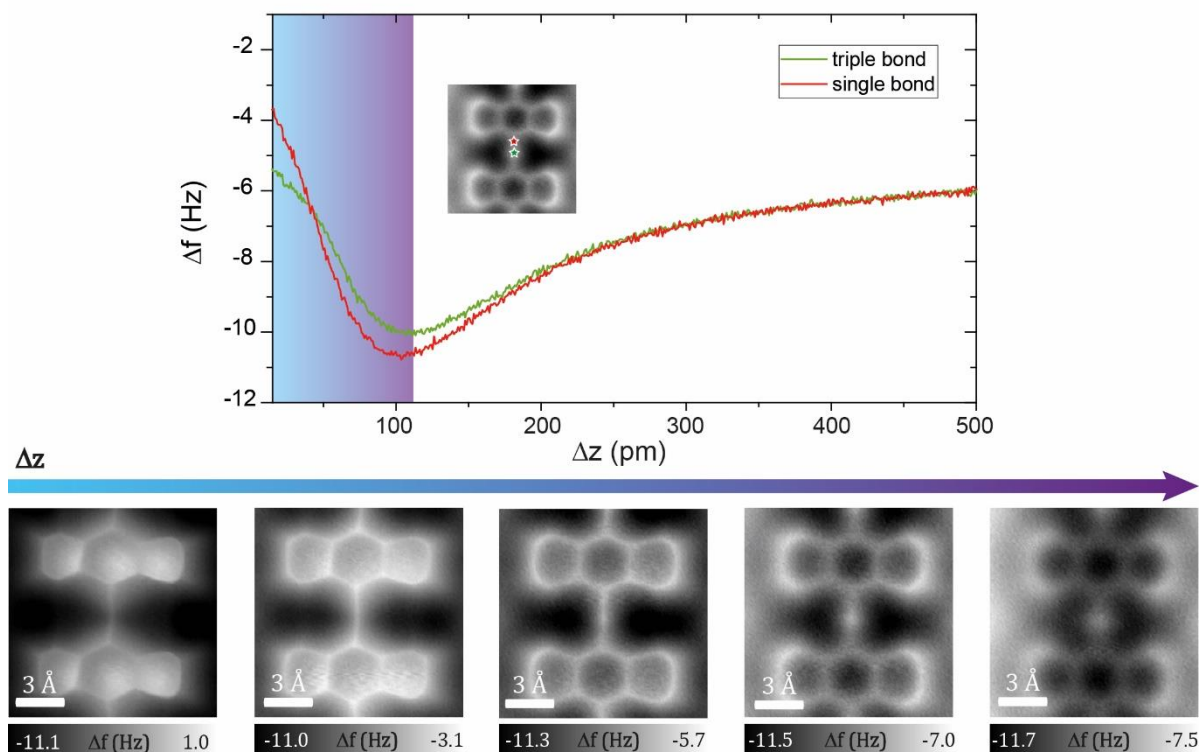 -2
-4
-6
-8
-10
-12
Δf (Hz)
triple bond
single bond
100
200
300
400
500
Δz (pm)
Δz
3 Å
3 Å
3 Å
3 Å
3 Å
-11.1 Δf (Hz) 1.0
-11.0 Δf (Hz) -3.1
-11.3 Δf (Hz) -5.7
-11.5 Δf (Hz) -7.0
-11.7 Δf (Hz) -7.5